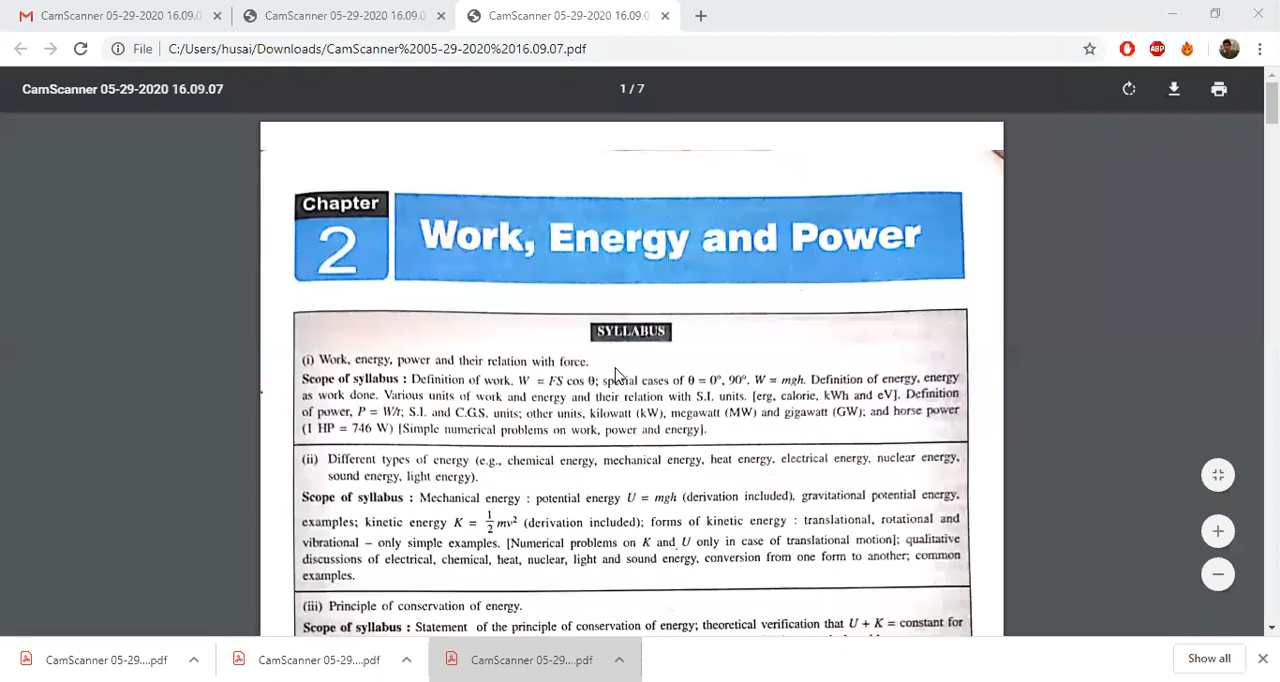 CamScanner 05-29-2020 16.09.0
CamScanner 05-29-2020 16.09.0
CamScanner 05-29-2020 16.09.0
File
C:/Users/husai/Downloads/CamScanner%2005-29-2020%2016.09.07.pdf
ABP
CamScanner 05-29-2020 16.09.07
1 / 7
Chapter
2
Work, Energy and Power
SYLLABUS
(i) Work, energy, power and their relation with force.
Scope of syllabus : Definition of work. W = FS cos θ; special cases of θ = 0°, 90°. W = mgh. Definition of energy, energy
as work done. Various units of work and energy and their relation with S.I. units. [erg, calorie, kWh and eV]. Definition
of power, P = W/t; S.I. and C.G.S. units; other units, kilowatt (kW), megawatt (MW) and gigawatt (GW); and horse power
(1 HP = 746 W) [Simple numerical problems on work, power and energy].
(ii) Different types of energy (e.g., chemical energy, mechanical energy, heat energy, electrical energy, nuclear energy,
sound energy, light energy).
Scope of syllabus : Mechanical energy : potential energy U = mgh (derivation included), gravitational potential energy,
examples; kinetic energy K = 1/2 mv² (derivation included); forms of kinetic energy : translational, rotational and
vibrational – only simple examples. [Numerical problems on K and U only in case of translational motion]; qualitative
discussions of electrical, chemical, heat, nuclear, light and sound energy, conversion from one form to another; common
examples.
(iii) Principle of conservation of energy.
Scope of syllabus : Statement of the principle of conservation of energy; theoretical verification that U + K = constant for
CamScanner 05-29....pdf
CamScanner 05-29....pdf
CamScanner 05-29....pdf
Show all